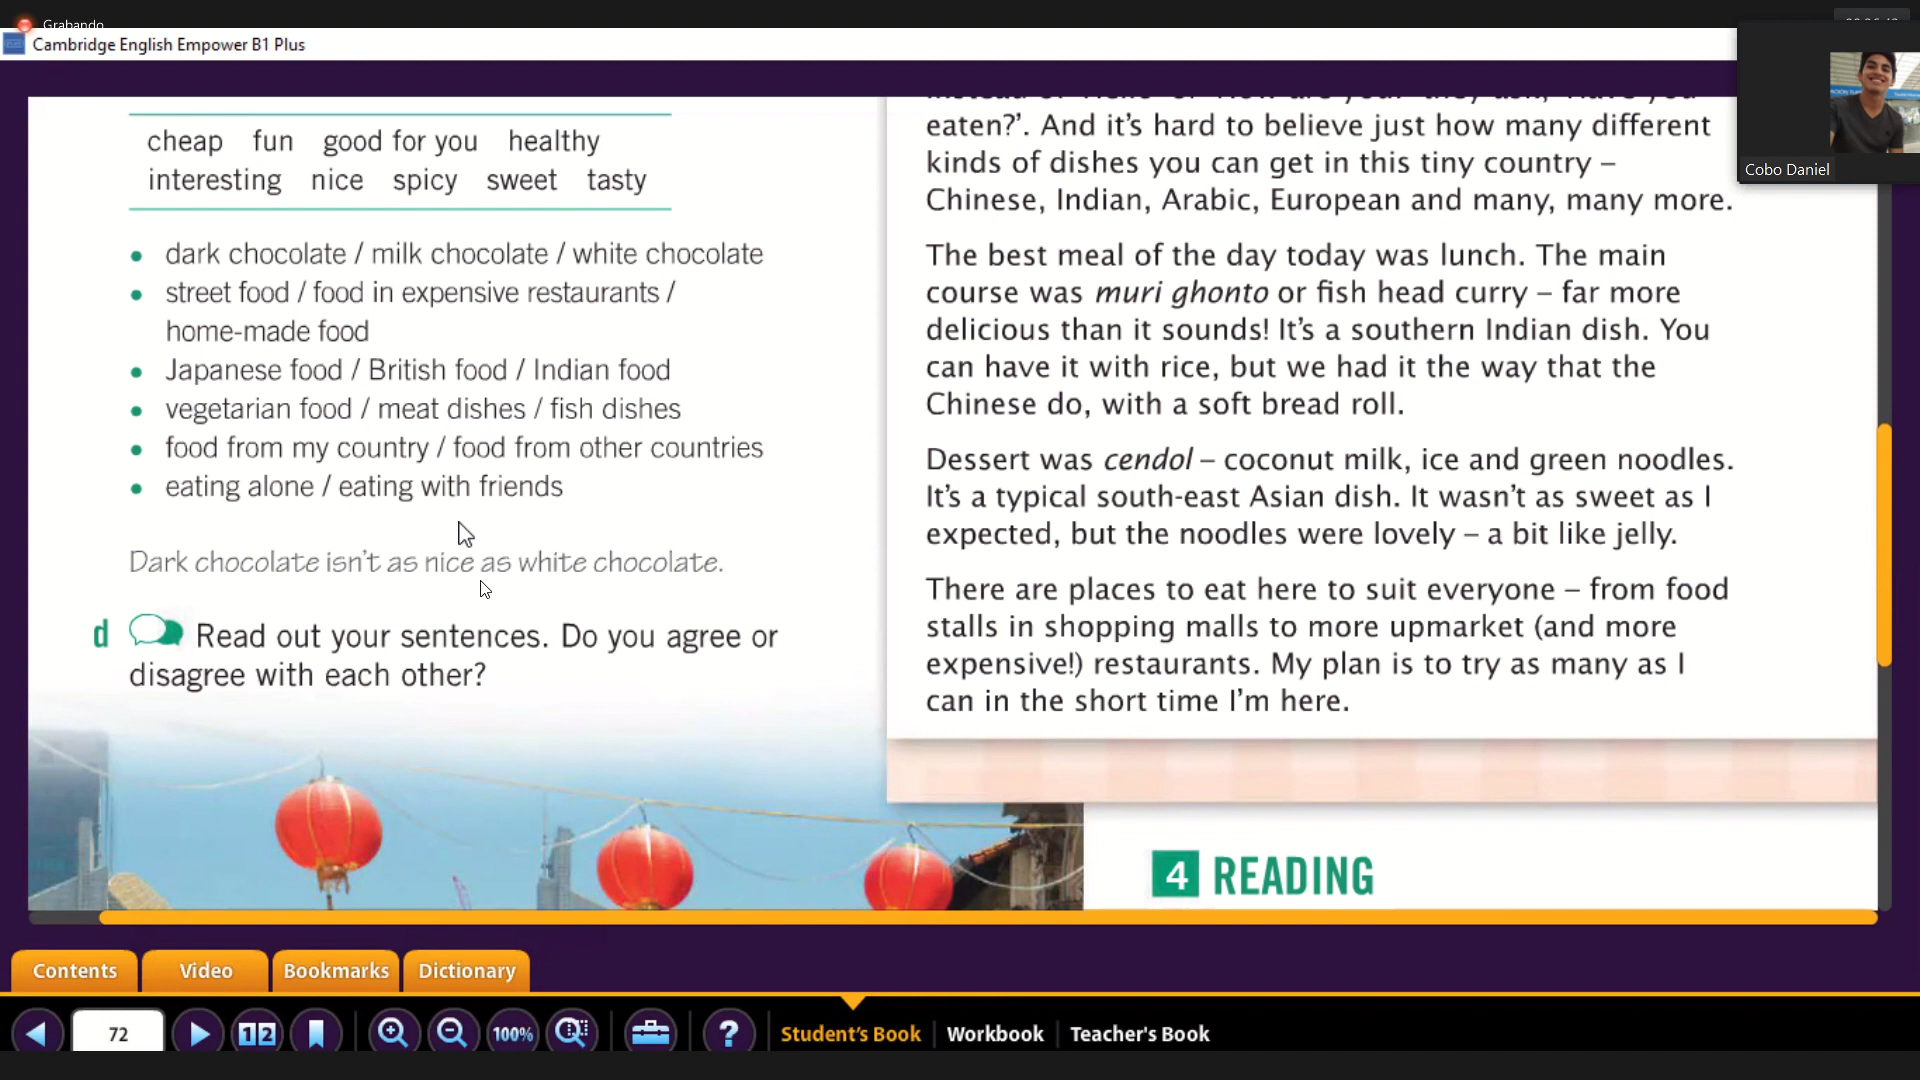 Grabando
Cambridge English Empower B1 Plus
Cobo Daniel
cheap fun good for you healthy
interesting nice spicy sweet tasty
• dark chocolate / milk chocolate / white chocolate
• street food / food in expensive restaurants /
home-made food
• Japanese food / British food / Indian food
• vegetarian food / meat dishes / fish dishes
• food from my country / food from other countries
• eating alone / eating with friends
Dark chocolate isn't as nice as white chocolate.
d Read out your sentences. Do you agree or
disagree with each other?
eaten?'. And it's hard to believe just how many different
kinds of dishes you can get in this tiny country –
Chinese, Indian, Arabic, European and many, many more.
The best meal of the day today was lunch. The main
course was muri ghonto or fish head curry – far more
delicious than it sounds! It's a southern Indian dish. You
can have it with rice, but we had it the way that the
Chinese do, with a soft bread roll.
Dessert was cendol – coconut milk, ice and green noodles.
It's a typical south-east Asian dish. It wasn't as sweet as I
expected, but the noodles were lovely – a bit like jelly.
There are places to eat here to suit everyone – from food
stalls in shopping malls to more upmarket (and more
expensive!) restaurants. My plan is to try as many as I
can in the short time I'm here.
4 READING
Contents Video Bookmarks Dictionary
72 12 100% ? Student's Book Workbook Teacher's Book